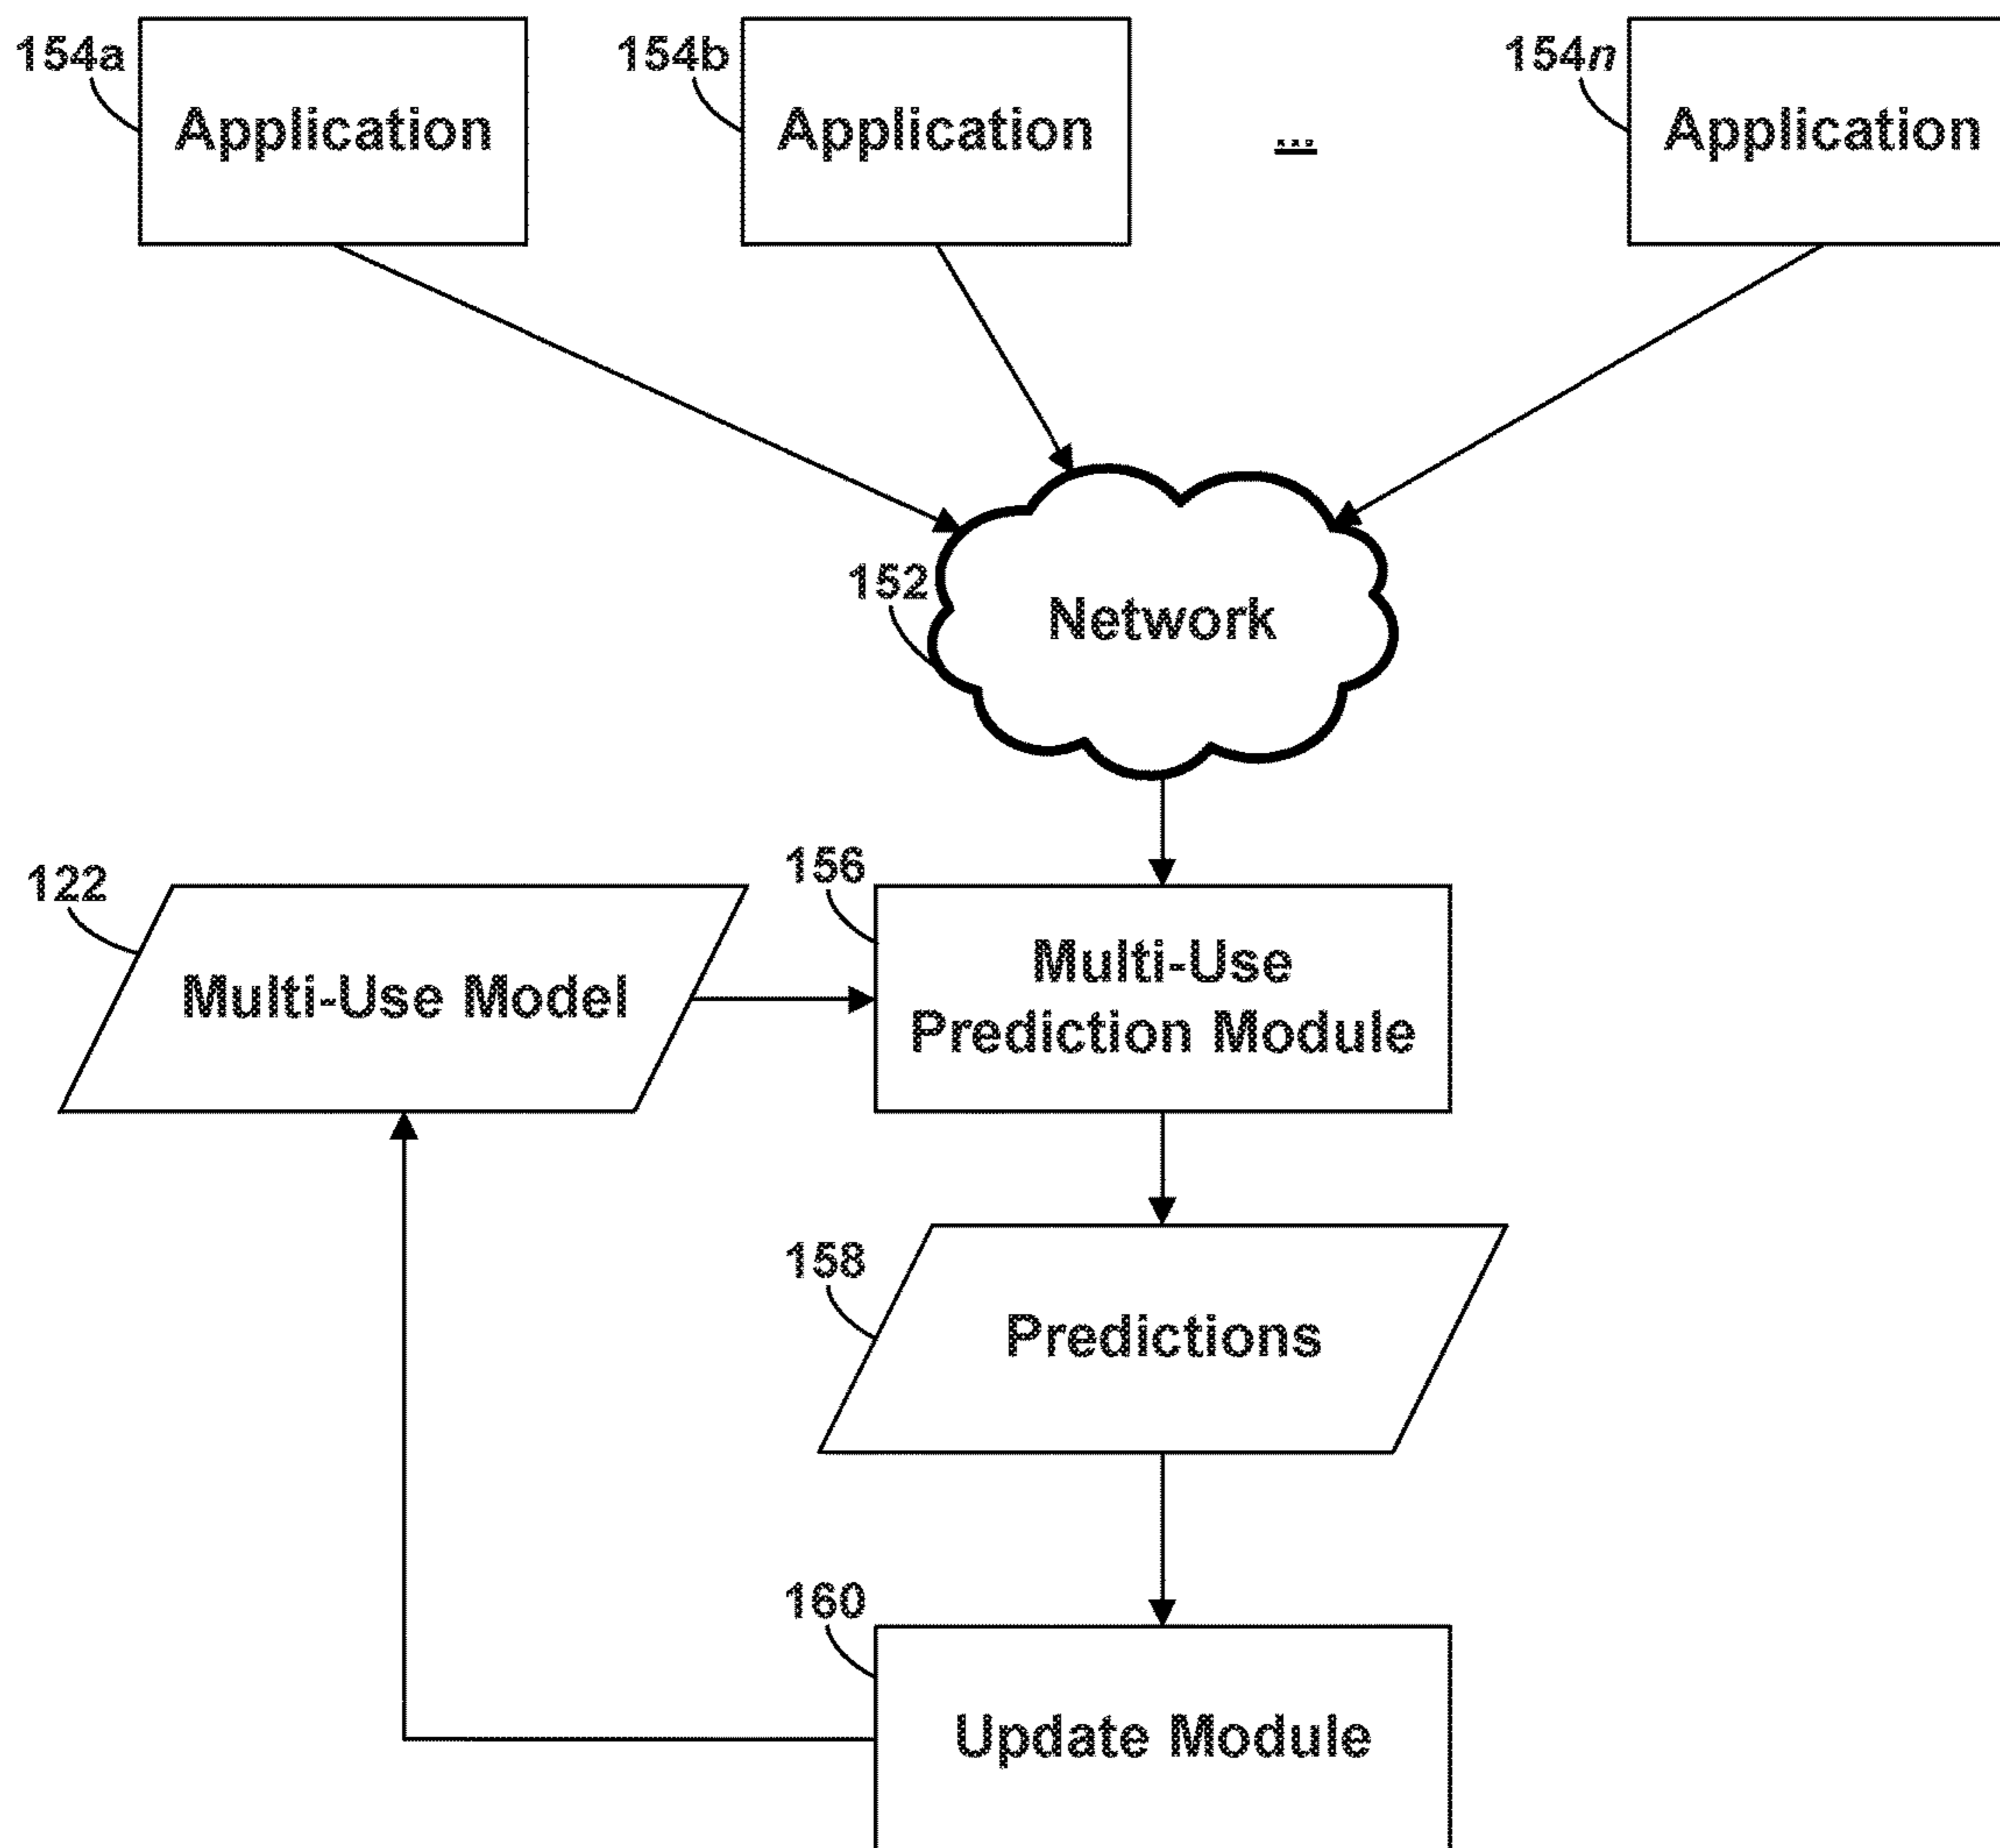 154a
Application
154b
Application
...
154n
Application
152
Network
122
Multi-Use Model
156
Multi-Use
Prediction Module
158
Predictions
160
Update Module